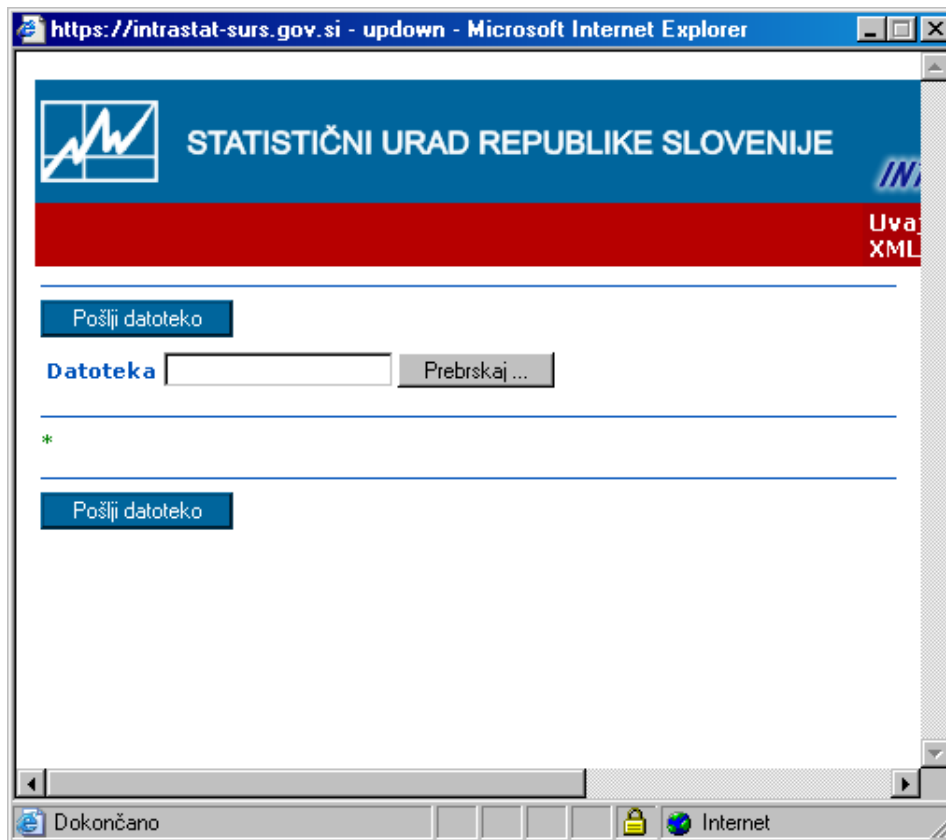 https://intrastat-surs.gov.si - updown - Microsoft Internet Explorer
STATISTIČNI URAD REPUBLIKE SLOVENIJE
XML
Pošlji datoteko
Datoteka
Prebrskaj ...
*
Pošlji datoteko
Dokončano
Internet